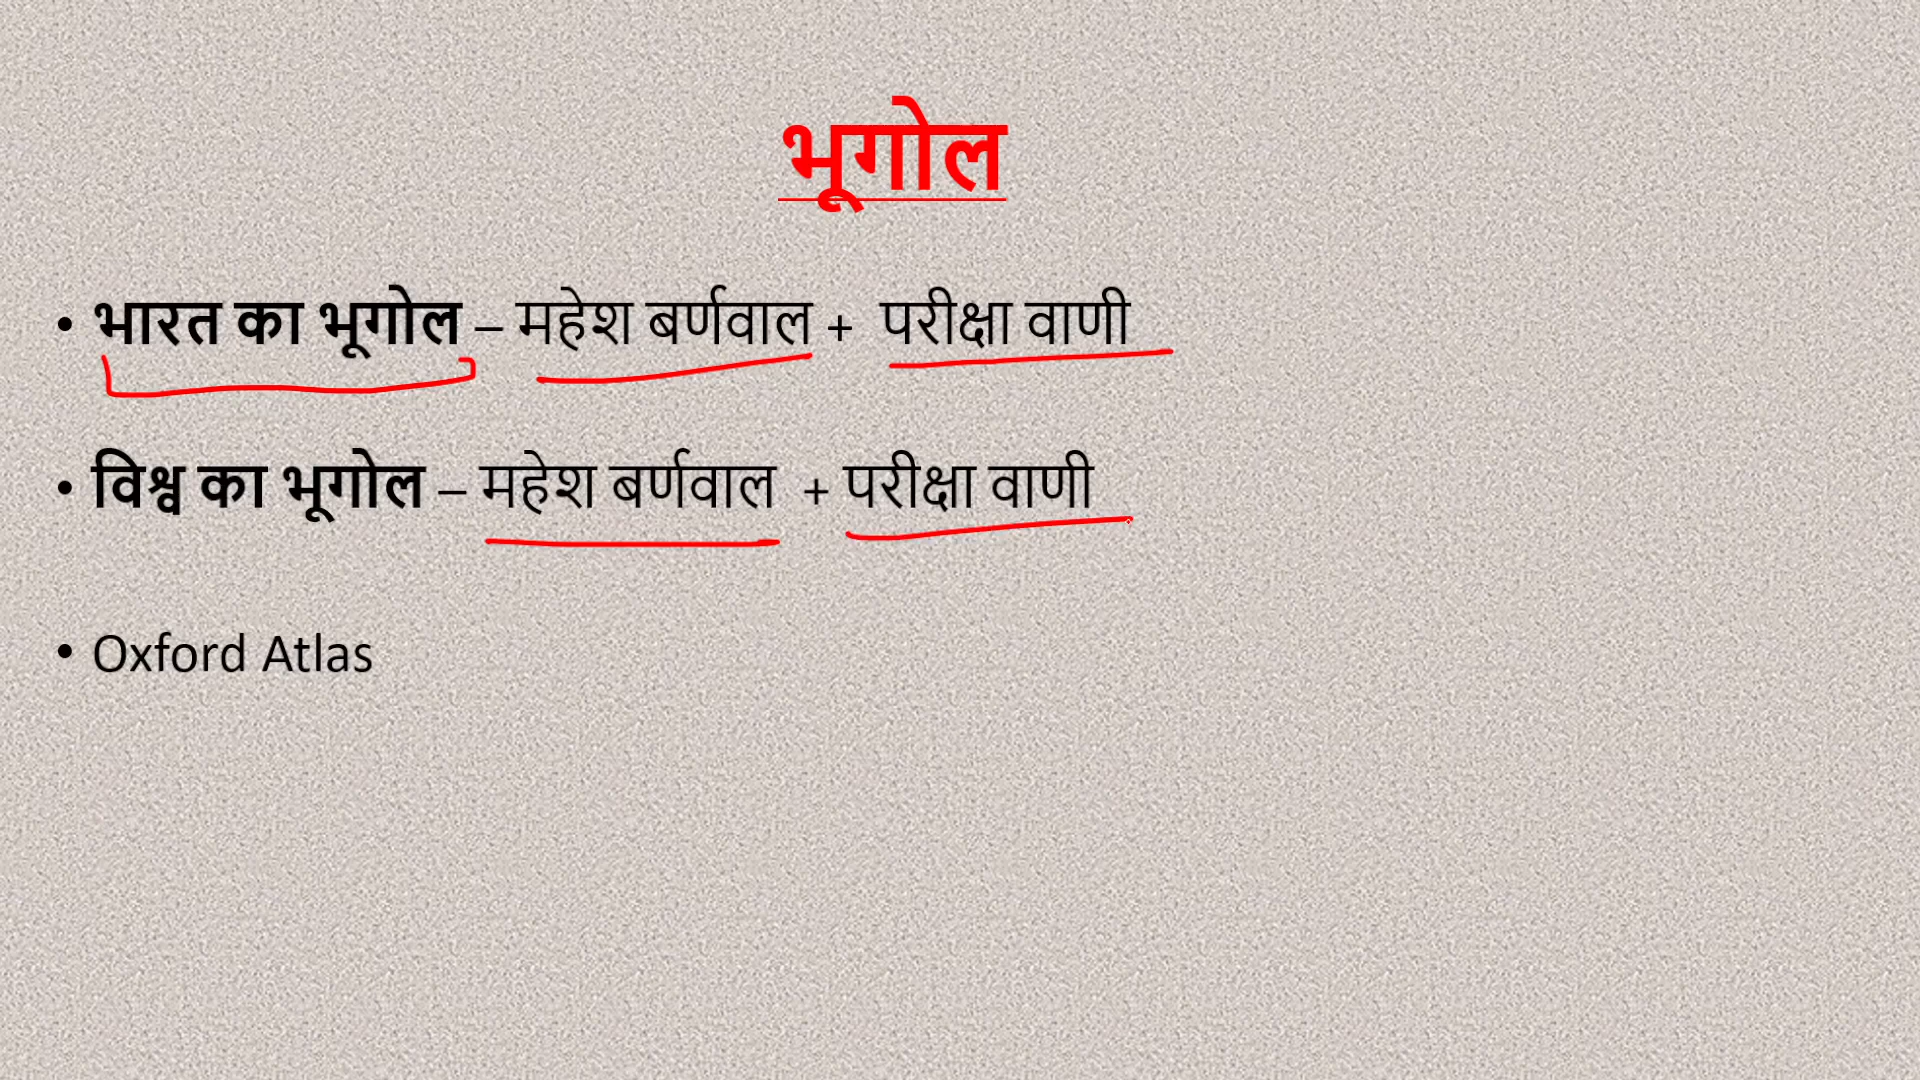 भूगोल
• भारत का भूगोल – महेश बर्णवाल + परीक्षा वाणी
• विश्व का भूगोल – महेश बर्णवाल + परीक्षा वाणी
• Oxford Atlas